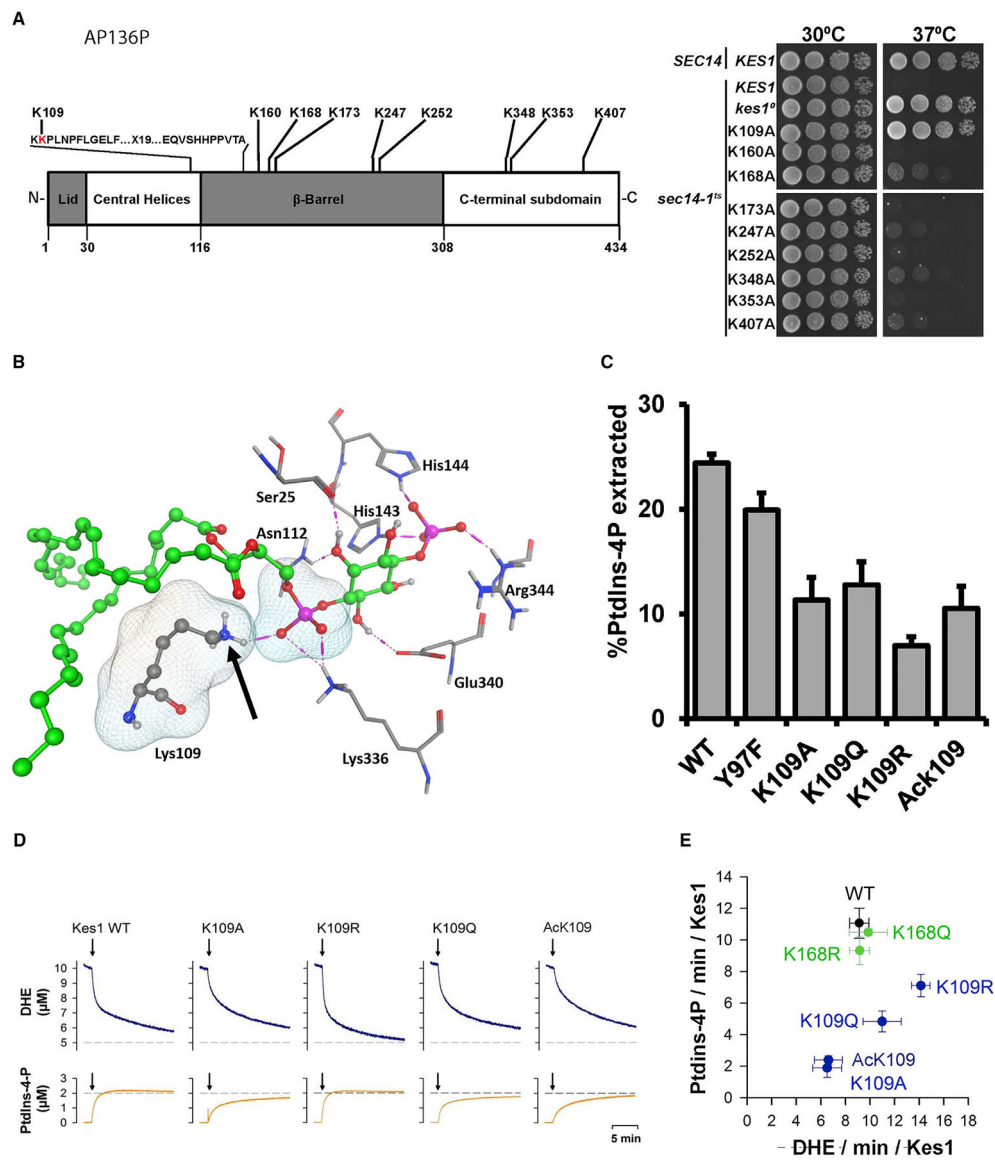 A
AP136P
K109
KKPLNPFLGELF...X19...EQVSHHPPVTA
K160 K168 K173 K247 K252 K348 K353 K407
N- Lid Central Helices β-Barrel C-terminal subdomain -C
1 30 116 308 434
30ºC 37ºC
SEC14 KES1
KES1
kes1º
K109A
K160A
K168A
sec14-1ts
K173A
K247A
K252A
K348A
K353A
K407A
B
His144
Ser25
His143
Asn112
Arg344
Glu340
Lys109
Lys336
C
%PtdIns-4P extracted
30
20
10
0
WT Y97F K109A K109Q K109R Ack109
D
Kes1 WT K109A K109R K109Q AcK109
DHE
(µM)
10
9
8
7
6
5
PtdIns-4-P
(µM)
3
2
1
0
5 min
E
Ptdins-4P / min / Kes1
14
12
10
8
6
4
2
0
WT
K168Q
K168R
K109R
K109Q
AcK109
K109A
0 2 4 6 8 10 12 14 16 18
DHE / min / Kes1